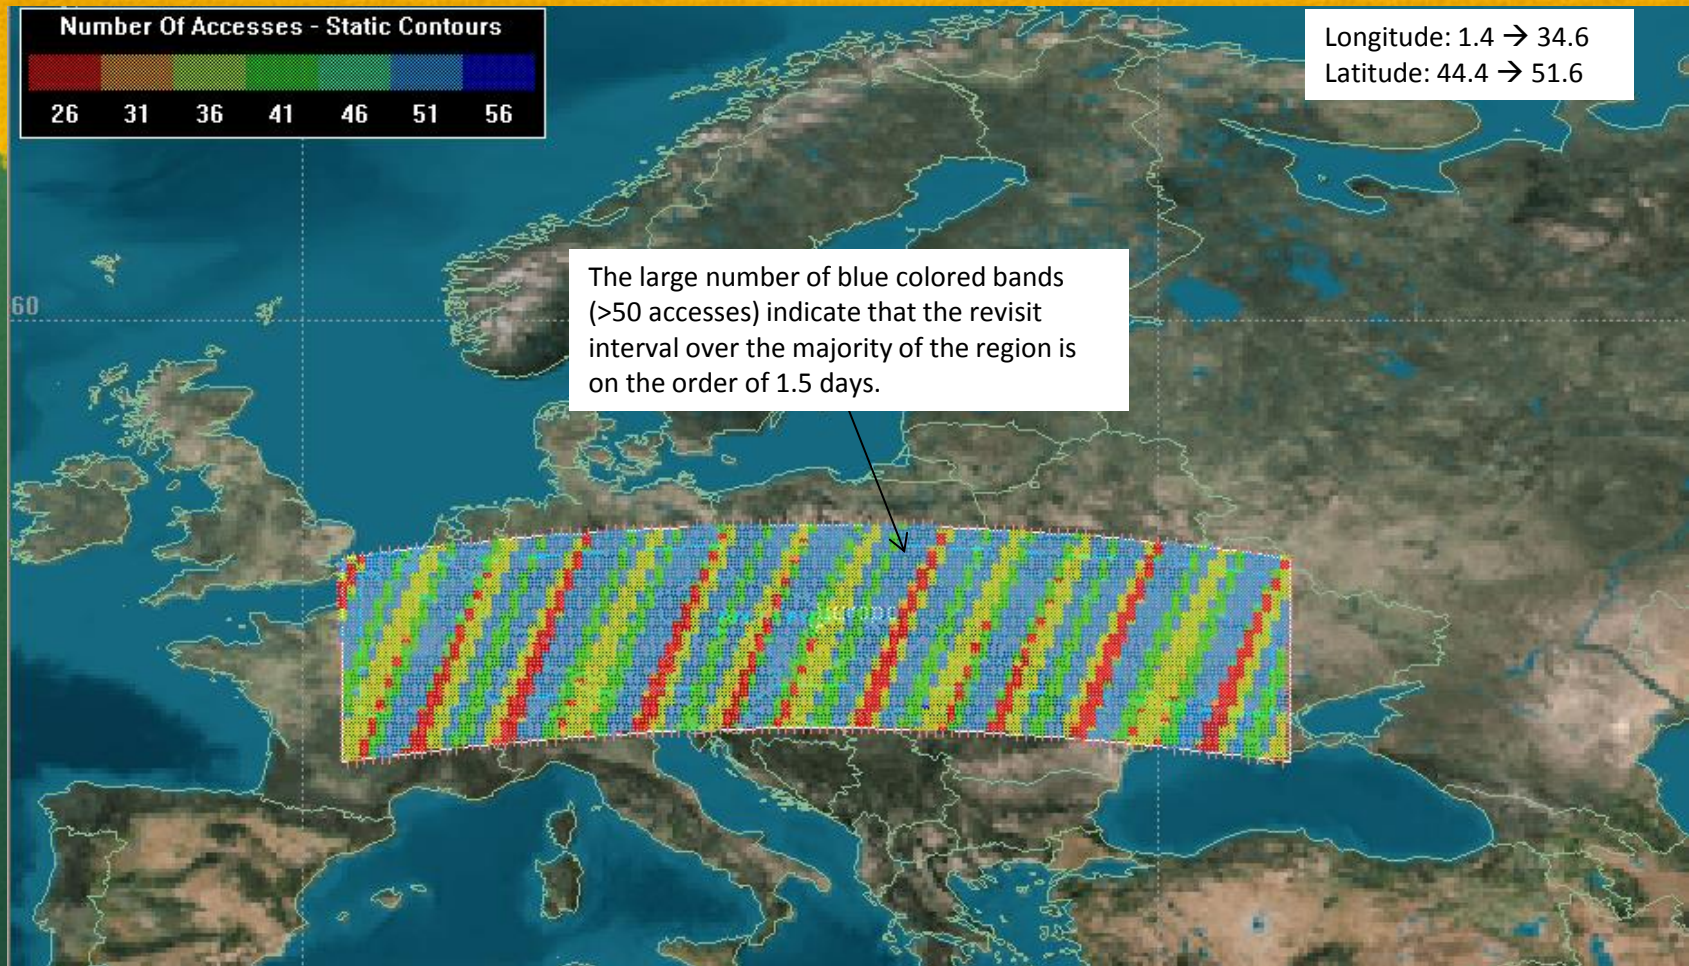 Number Of Accesses - Static Contours
26 31 36 41 46 51 56
Longitude: 1.4 → 34.6
Latitude: 44.4 → 51.6
60
The large number of blue colored bands
(>50 accesses) indicate that the revisit
interval over the majority of the region is
on the order of 1.5 days.
Europe